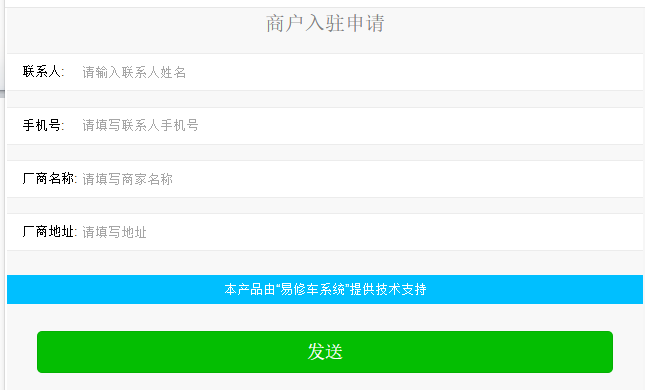 商户入驻申请
联系人: 请输入联系人姓名
手机号: 请填写联系人手机号
厂商名称: 请填写商家名称
厂商地址: 请填写地址
本产品由"易修车系统"提供技术支持
发送